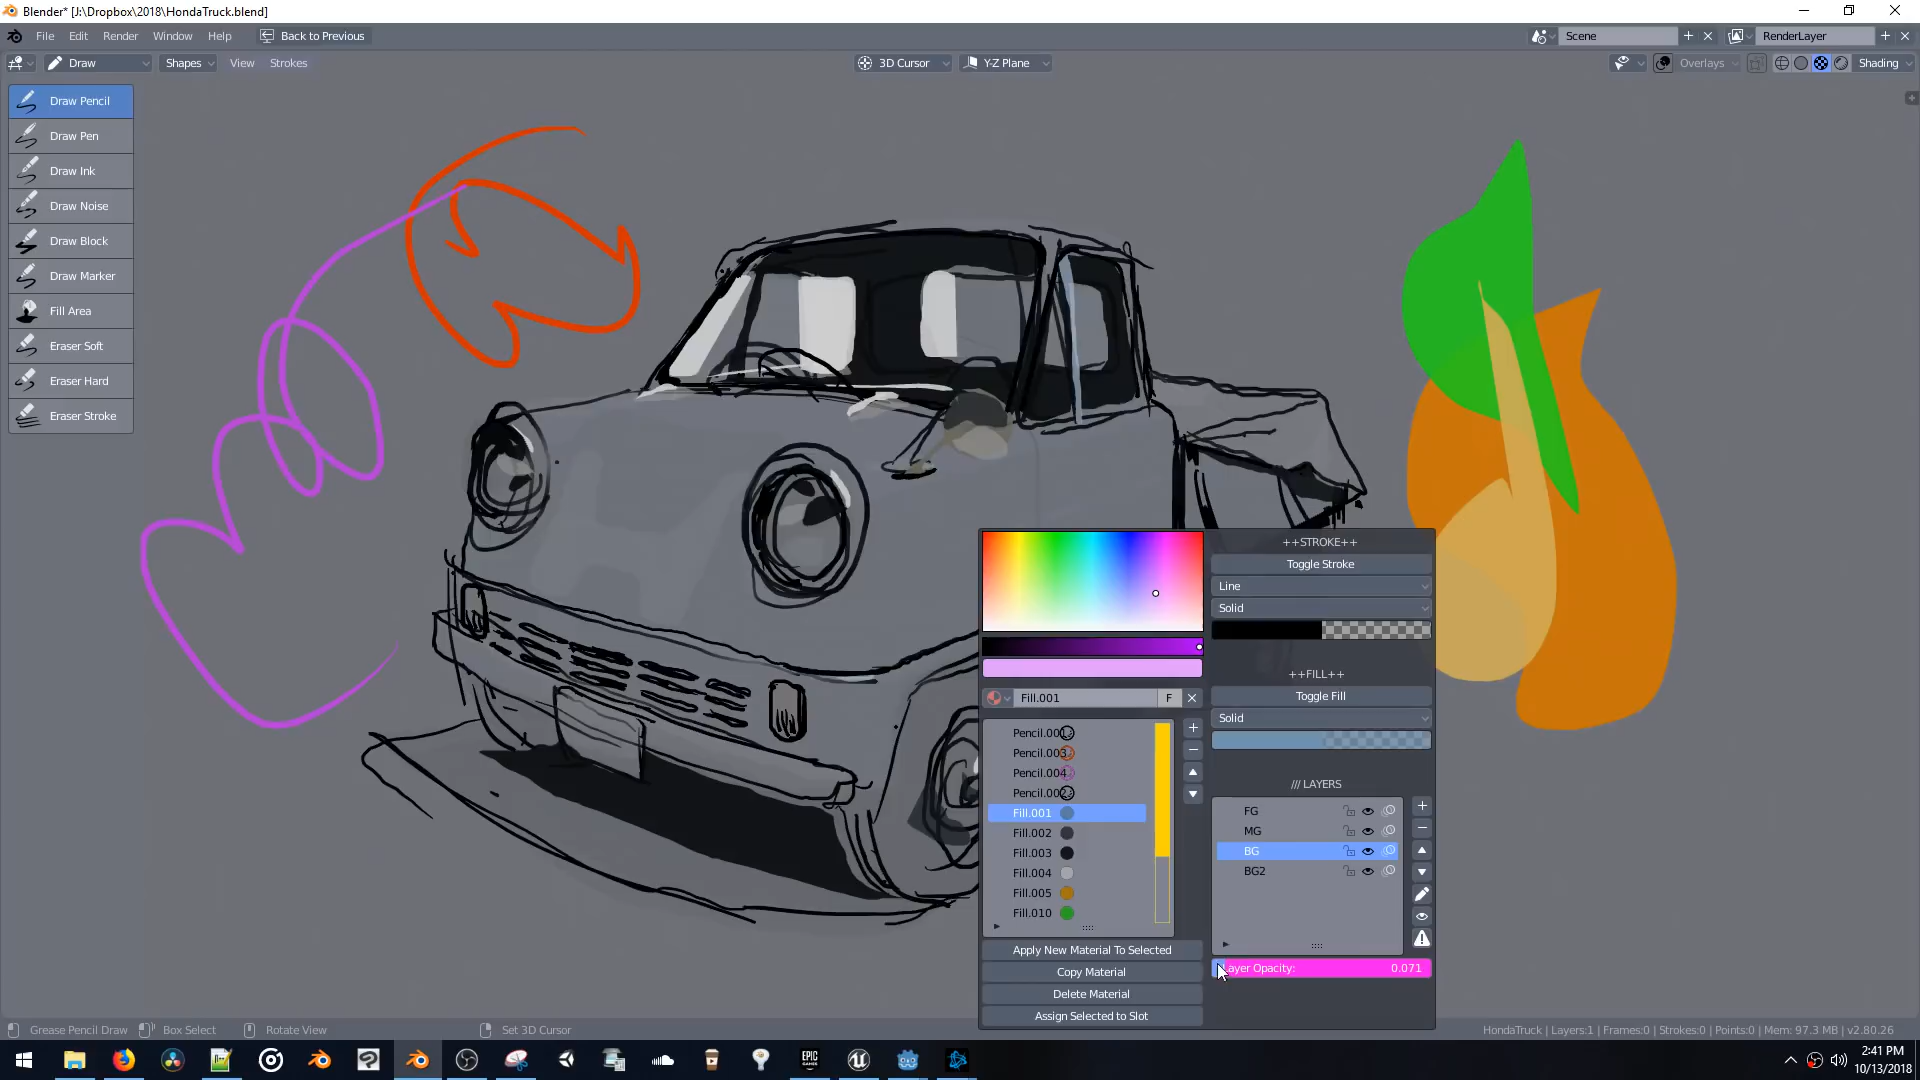 Blender* [J:\Dropbox\2018\HondaTruck.blend]
File Edit Render Window Help Back to Previous Scene RenderLayer
Draw Shapes View Strokes 3D Cursor Y-Z Plane Overlays Shading
Draw Pencil
Draw Pen
Draw Ink
Draw Noise
Draw Block
Draw Marker
Fill Area
Eraser Soft
Eraser Hard
Eraser Stroke
++STROKE++
Toggle Stroke
Line
Solid
++FILL++
Toggle Fill
Solid
Fill.001 F
Pencil.001
Pencil.003
Pencil.004
Pencil.002
Fill.001
Fill.002
Fill.003
Fill.004
Fill.005
Fill.010
/// LAYERS
FG
MG
BG
BG2
Apply New Material To Selected
Copy Material
Delete Material
Assign Selected to Slot
Layer Opacity: 0.071
Grease Pencil Draw Box Select Rotate View Set 3D Cursor HondaTruck | Layers:1 | Frames:0 | Strokes:0 | Points:0 | Mem: 97.3 MB | v2.80.26
EPIC GAMES
2:41 PM
10/13/2018